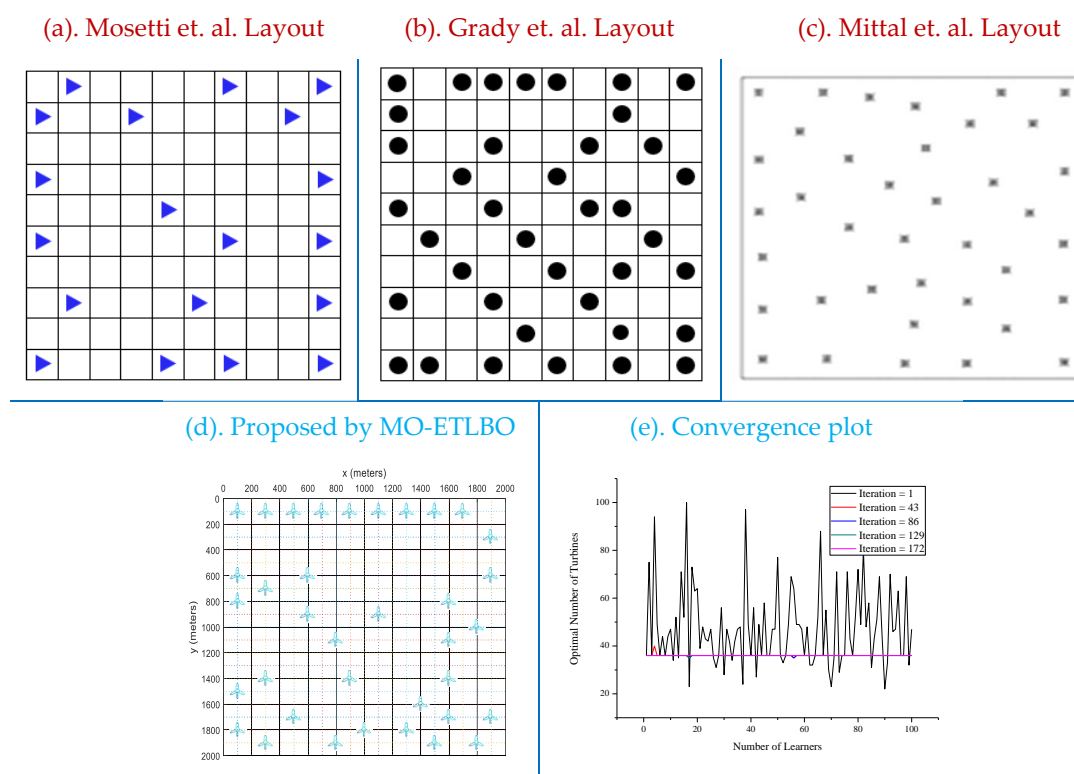 (a). Mosetti et. al. Layout
(b). Grady et. al. Layout
(c). Mittal et. al. Layout
(d). Proposed by MO-ETLBO
(e). Convergence plot
x (meters)
0 200 400 600 800 1000 1200 1400 1600 1800 2000
y (meters)
0
200
400
600
800
1000
1200
1400
1600
1800
2000
Optimal Number of Turbines
100
80
60
40
20
Iteration = 1
Iteration = 43
Iteration = 86
Iteration = 129
Iteration = 172
0 20 40 60 80 100
Number of Learners